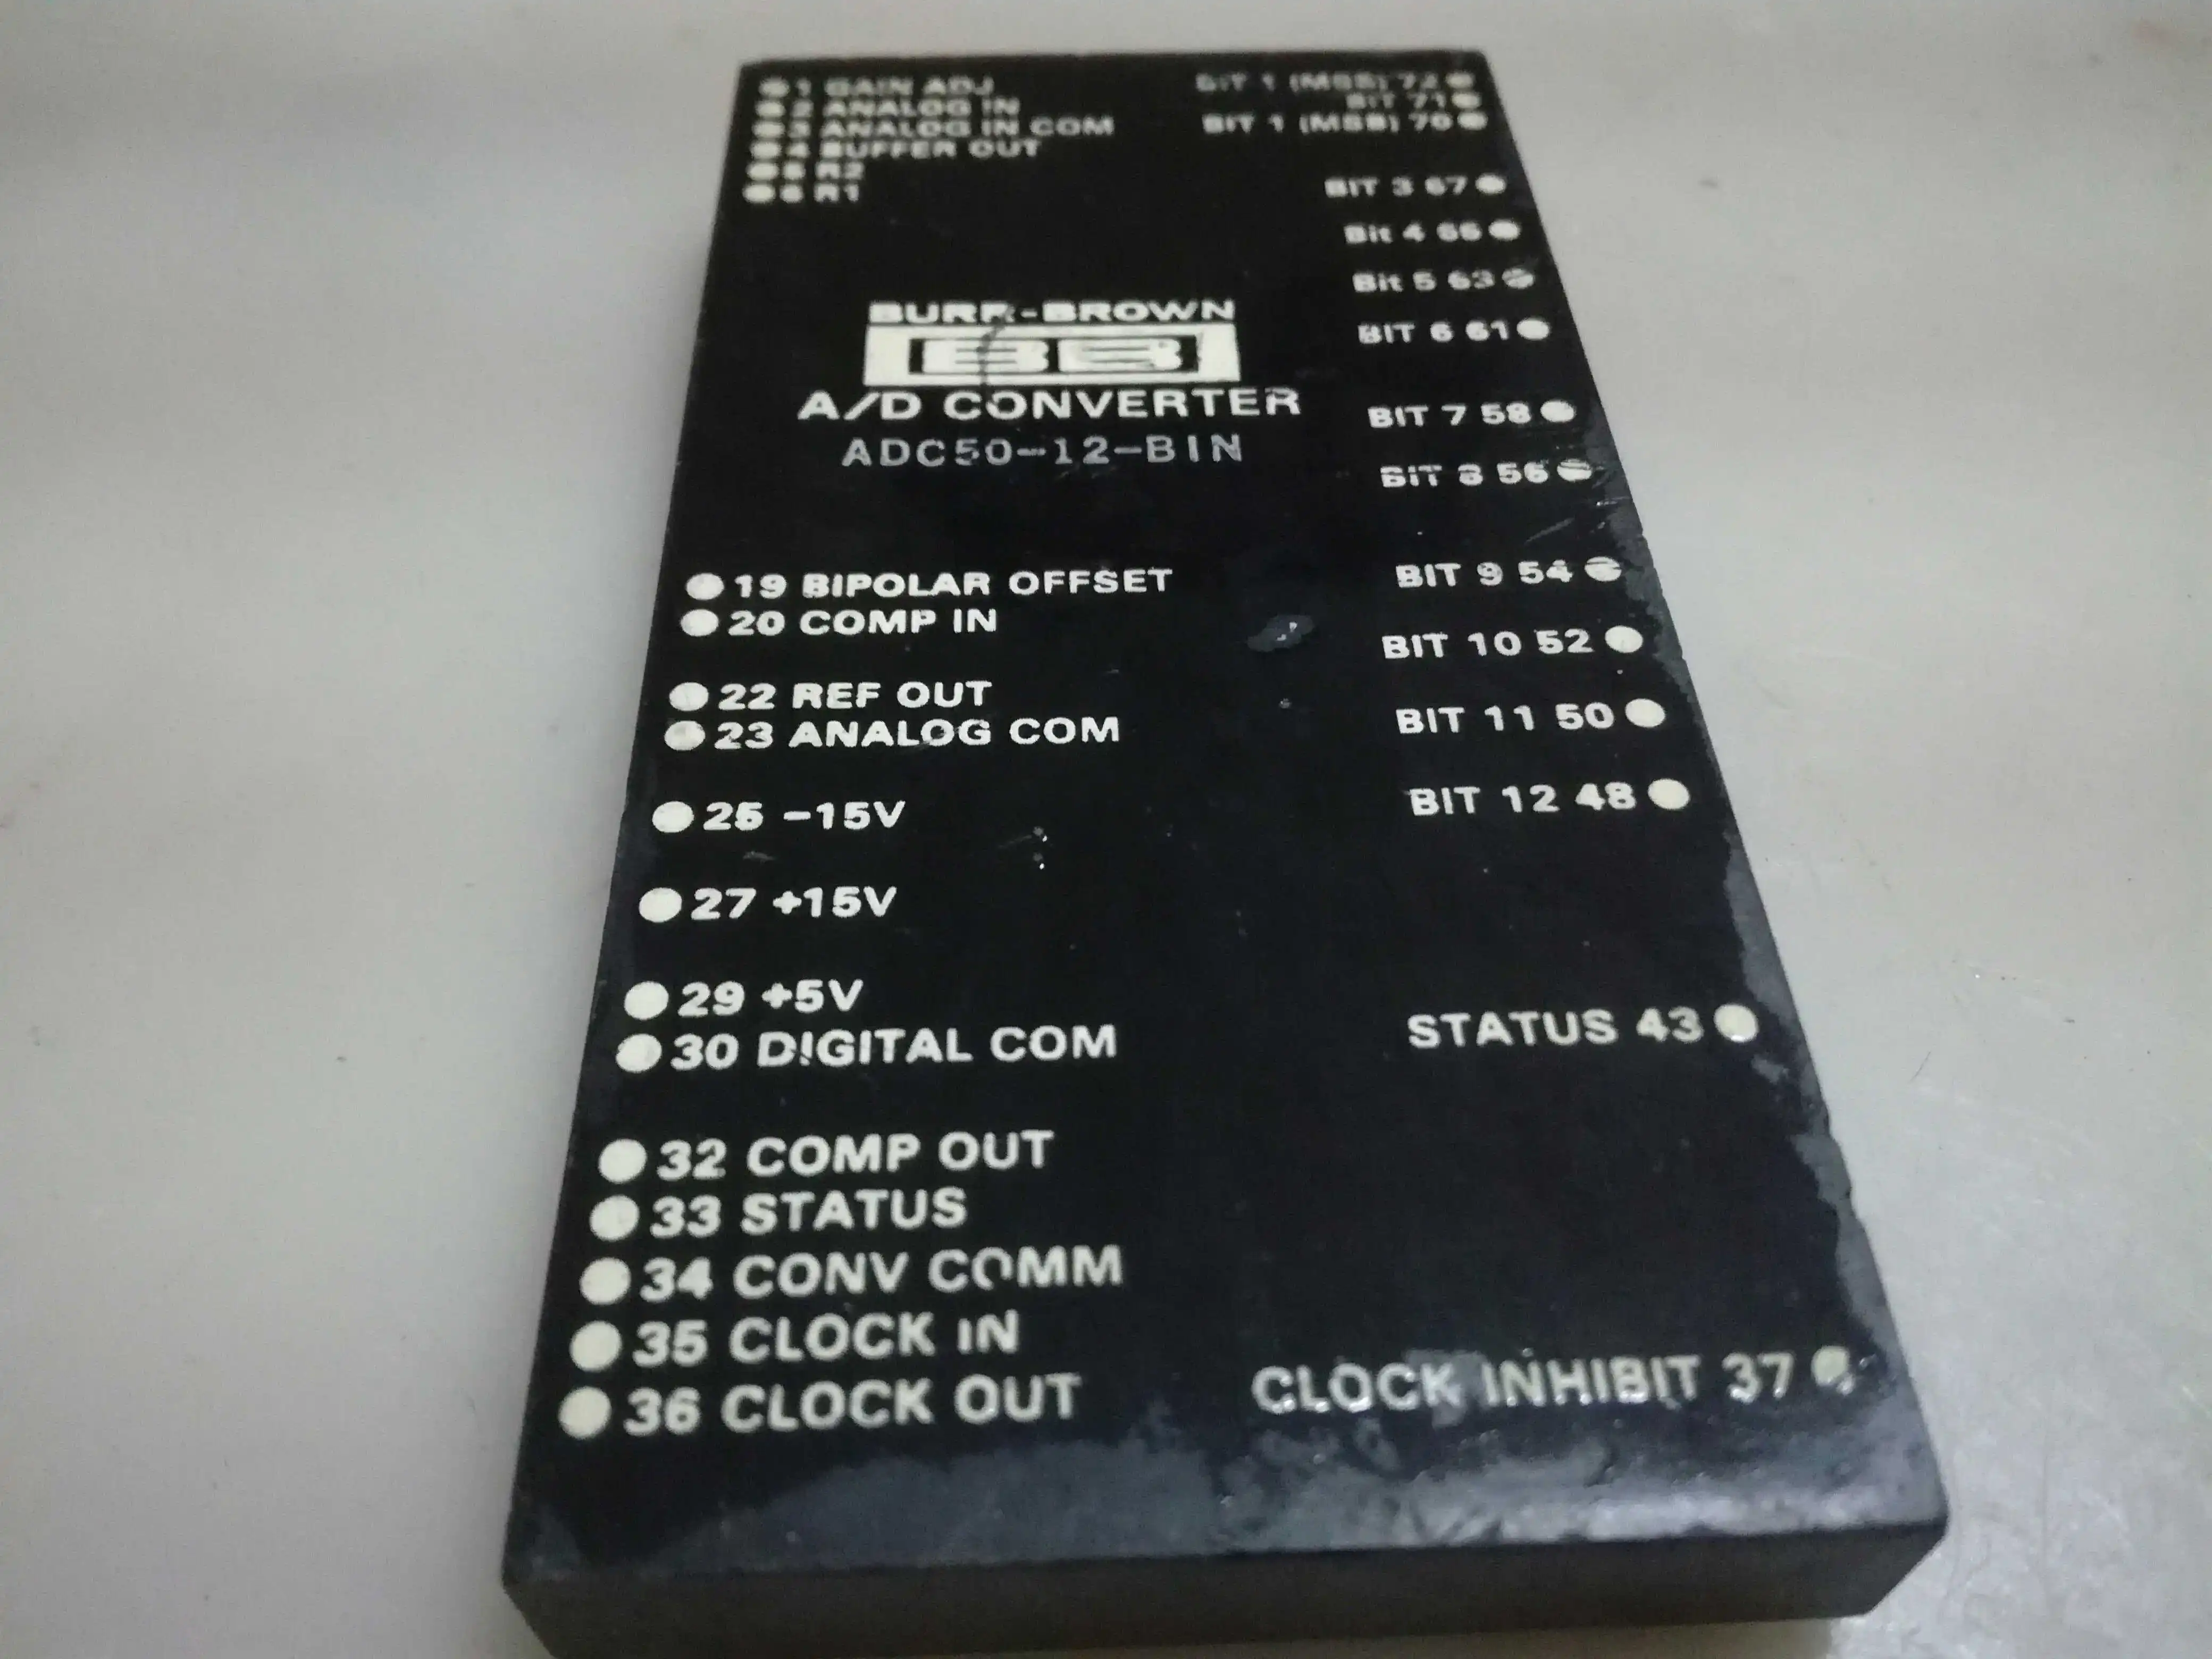 1 GAIN ADJ
2 ANALOG IN
3 ANALOG IN COM
4 BUFFER OUT
5 R2
6 R1
BIT 1 (MSB) 72
BIT 71
BIT 1 (MSB) 70
BIT 3 67
Bit 4 66
Bit 5 63
BIT 6 61
BIT 7 58
BIT 8 56
BIT 9 54
BIT 10 52
BIT 11 50
BIT 12 48
BURR-BROWN
BB
A/D CONVERTER
ADC50-12-BIN
19 BIPOLAR OFFSET
20 COMP IN
22 REF OUT
23 ANALOG COM
25 -15V
27 +15V
29 +5V
30 DIGITAL COM
32 COMP OUT
33 STATUS
34 CONV COMM
35 CLOCK IN
36 CLOCK OUT
STATUS 43
CLOCK INHIBIT 37